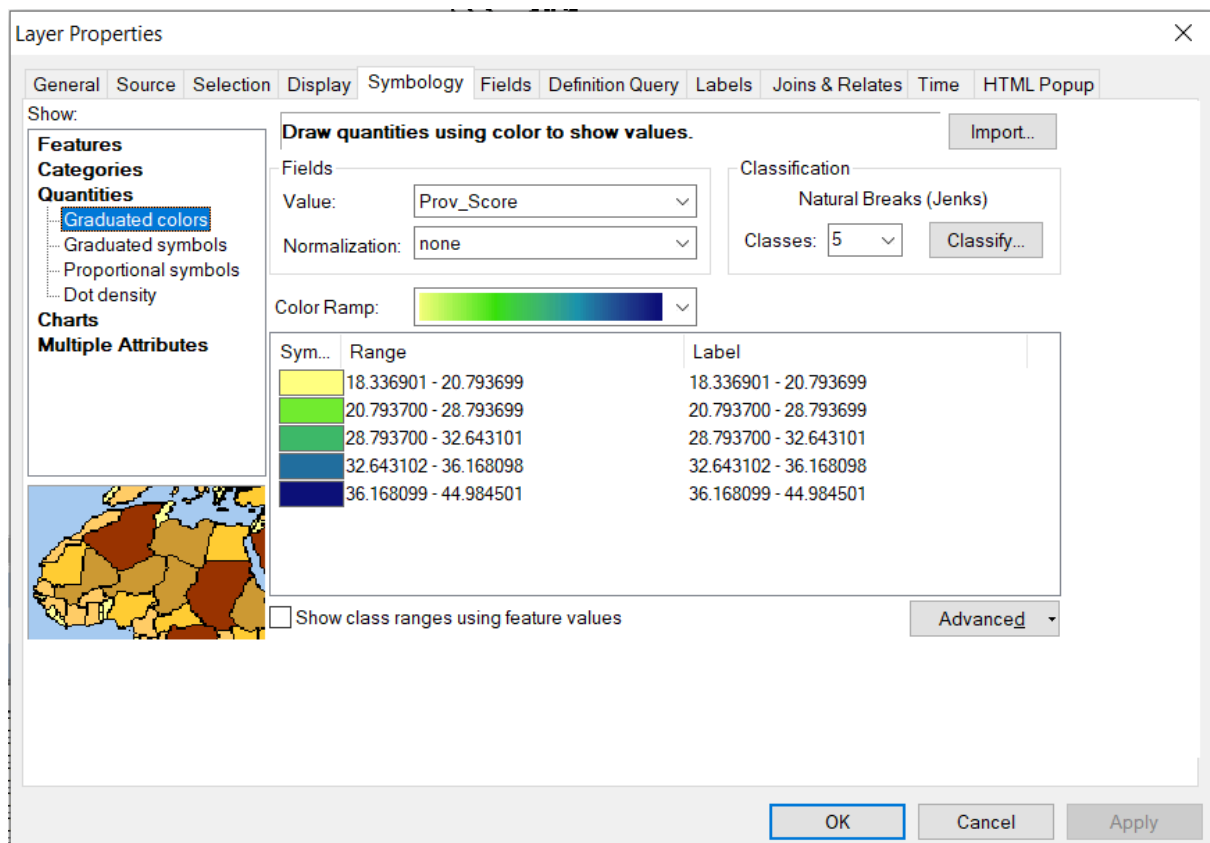 Layer Properties
General Source Selection Display Symbology Fields Definition Query Labels Joins & Relates Time HTML Popup
Show:
Features
Categories
Quantities
Graduated colors
Graduated symbols
Proportional symbols
Dot density
Charts
Multiple Attributes
Draw quantities using color to show values.
Import...
Fields
Value: Prov_Score
Normalization: none
Classification
Natural Breaks (Jenks)
Classes: 5 Classify...
Color Ramp:
Sym... Range Label
18.336901 - 20.793699 18.336901 - 20.793699
20.793700 - 28.793699 20.793700 - 28.793699
28.793700 - 32.643101 28.793700 - 32.643101
32.643102 - 36.168098 32.643102 - 36.168098
36.168099 - 44.984501 36.168099 - 44.984501
Show class ranges using feature values
Advanced
OK Cancel Apply